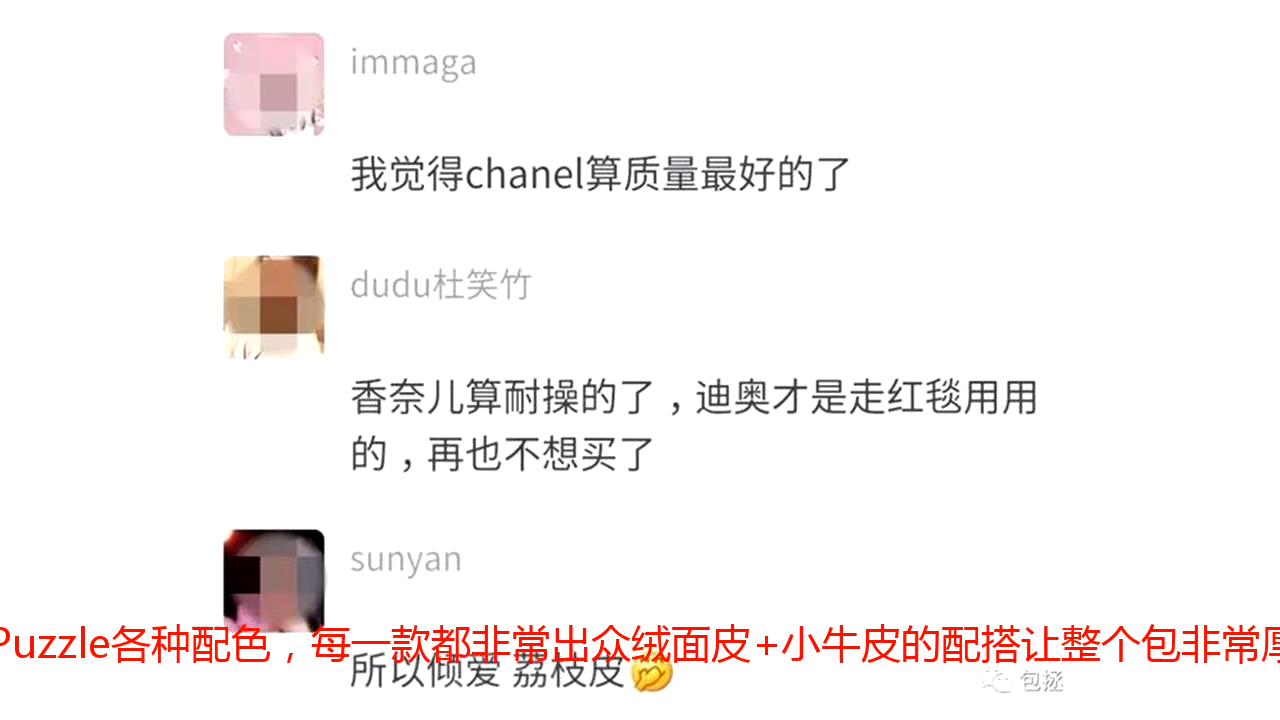 immaga
我觉得chanel算质量最好的了
dudu杜笑竹
香奈儿算耐操的了，迪奥才是走红毯用用
的，再也不想买了
sunyan
Puzzle各种配色，每一款都非常出众绒面皮+小牛皮的配搭让整个包非常厚
所以倾爱 荔枝皮🤣
包拯